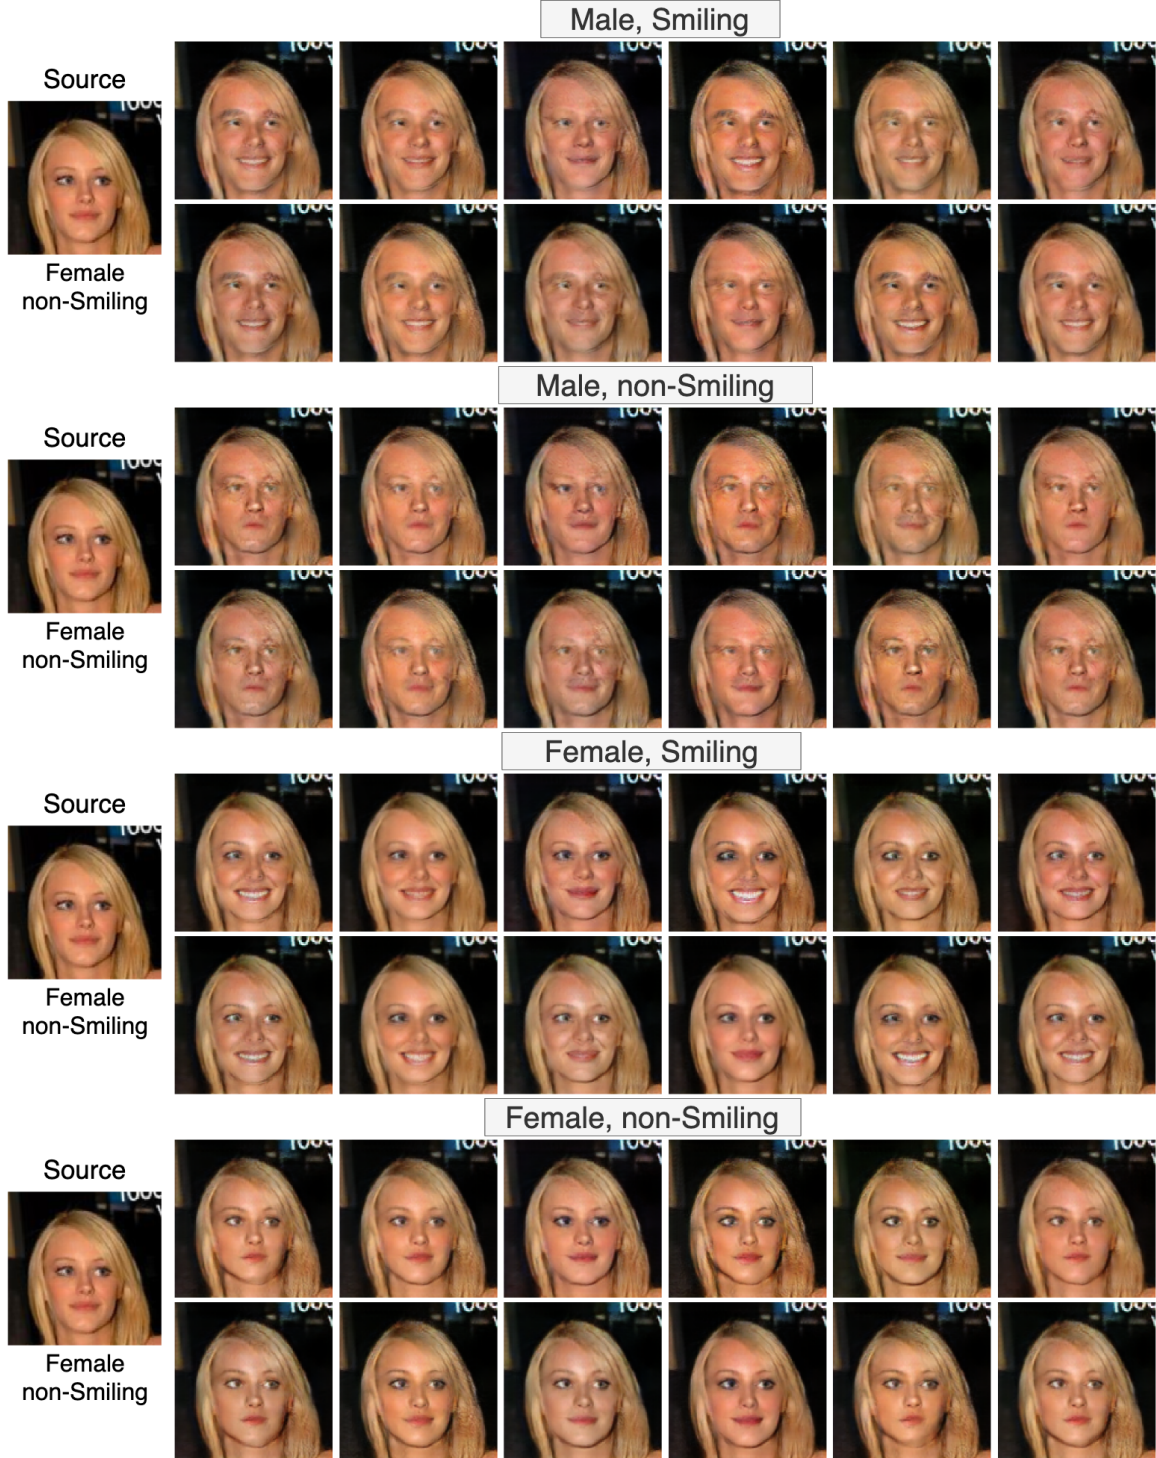 Male, Smiling
Source
Female
non-Smiling
Male, non-Smiling
Source
Female
non-Smiling
Female, Smiling
Source
Female
non-Smiling
Female, non-Smiling
Source
Female
non-Smiling